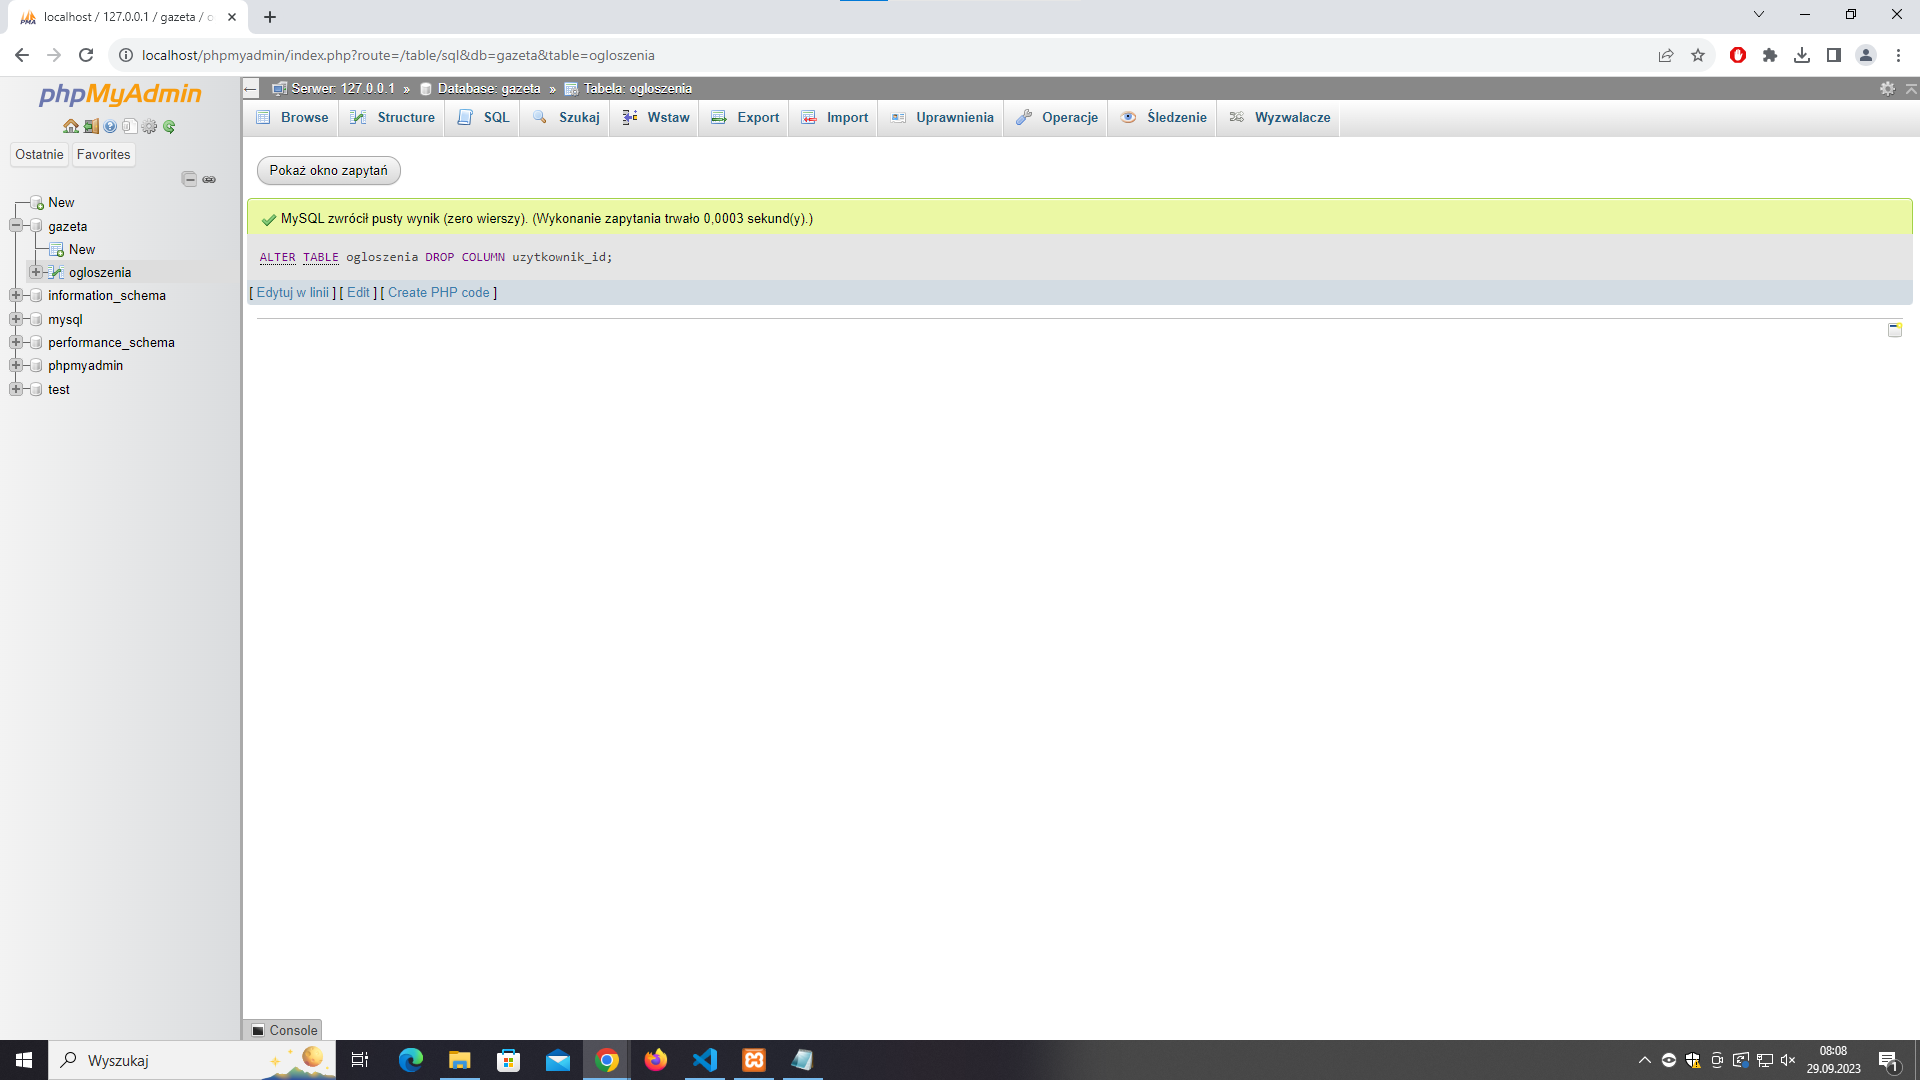 localhost / 127.0.0.1 / gazeta / o
localhost/phpmyadmin/index.php?route=/table/sql&db=gazeta&table=ogloszenia
phpMyAdmin
Ostatnie Favorites
New
gazeta
New
ogloszenia
information_schema
mysql
performance_schema
phpmyadmin
test
Serwer: 127.0.0.1 » Database: gazeta » Tabela: ogloszenia
Browse Structure SQL Szukaj Wstaw Export Import Uprawnienia Operacje Śledzenie Wyzwalacze
Pokaż okno zapytań
MySQL zwrócił pusty wynik (zero wierszy). (Wykonanie zapytania trwało 0,0003 sekund(y).)
ALTER TABLE ogloszenia DROP COLUMN uzytkownik_id;
[ Edytuj w linii ] [ Edit ] [ Create PHP code ]
Console
Wyszukaj
08:08
29.09.2023
1